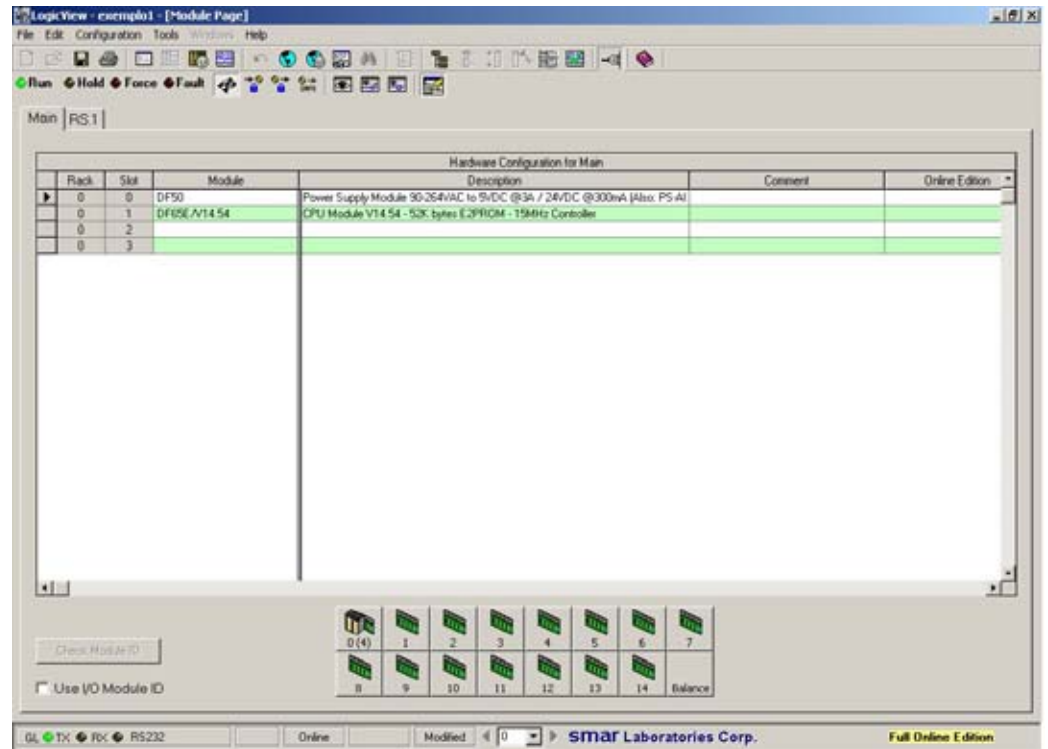 LogicView - exemplo1 - [Module Page]
File Edit Configuration Tools Windows Help
Run Hold Force Fault
Main RS.1
Hardware Configuration for Main
Rack Slot Module Description Comment Online Edition
0 0 DF50 Power Supply Module 90-264VAC to 5VDC @3A / 24VDC @300mA (Also: PS-AI
0 1 DF65E/V14.54 CPU Module V14.54 - 52K bytes E2PROM - 15MHz Controller
0 2
0 3
0 (4) 1 2 3 4 5 6 7
8 9 10 11 12 13 14 Balance
Check Module ID
Use I/O Module ID
GL TX RX RS232 Online Modified 0 smar Laboratories Corp. Full Online Edition